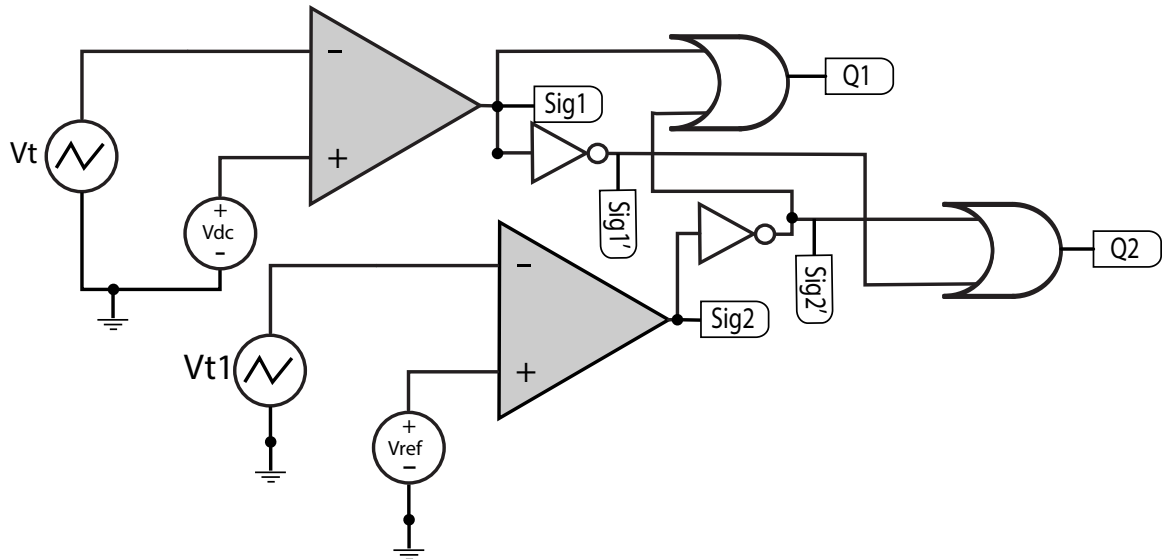 −
+
Vt
+
Vdc
-
Sig1
Q1
Sig1'
−
+
Vt1
+
Vref
−
Sig2
Sig2'
Q2